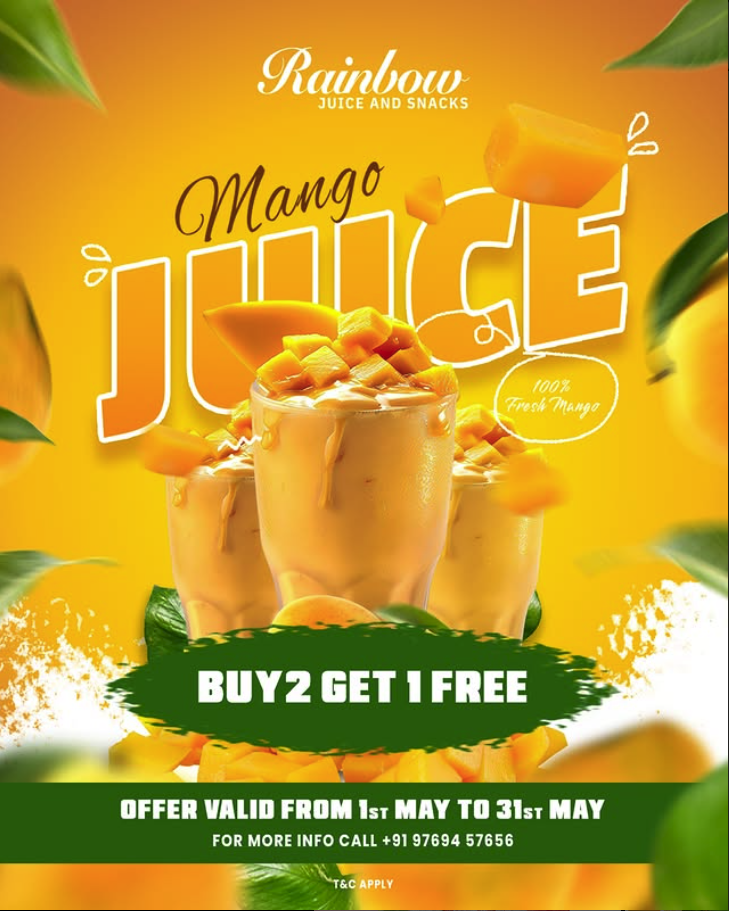 Rainbow
JUICE AND SNACKS
Mango
JUICE
100%
Fresh Mango
BUY2 GET 1 FREE
OFFER VALID FROM 1ST MAY TO 31ST MAY
FOR MORE INFO CALL +91 97694 57656
T&C APPLY